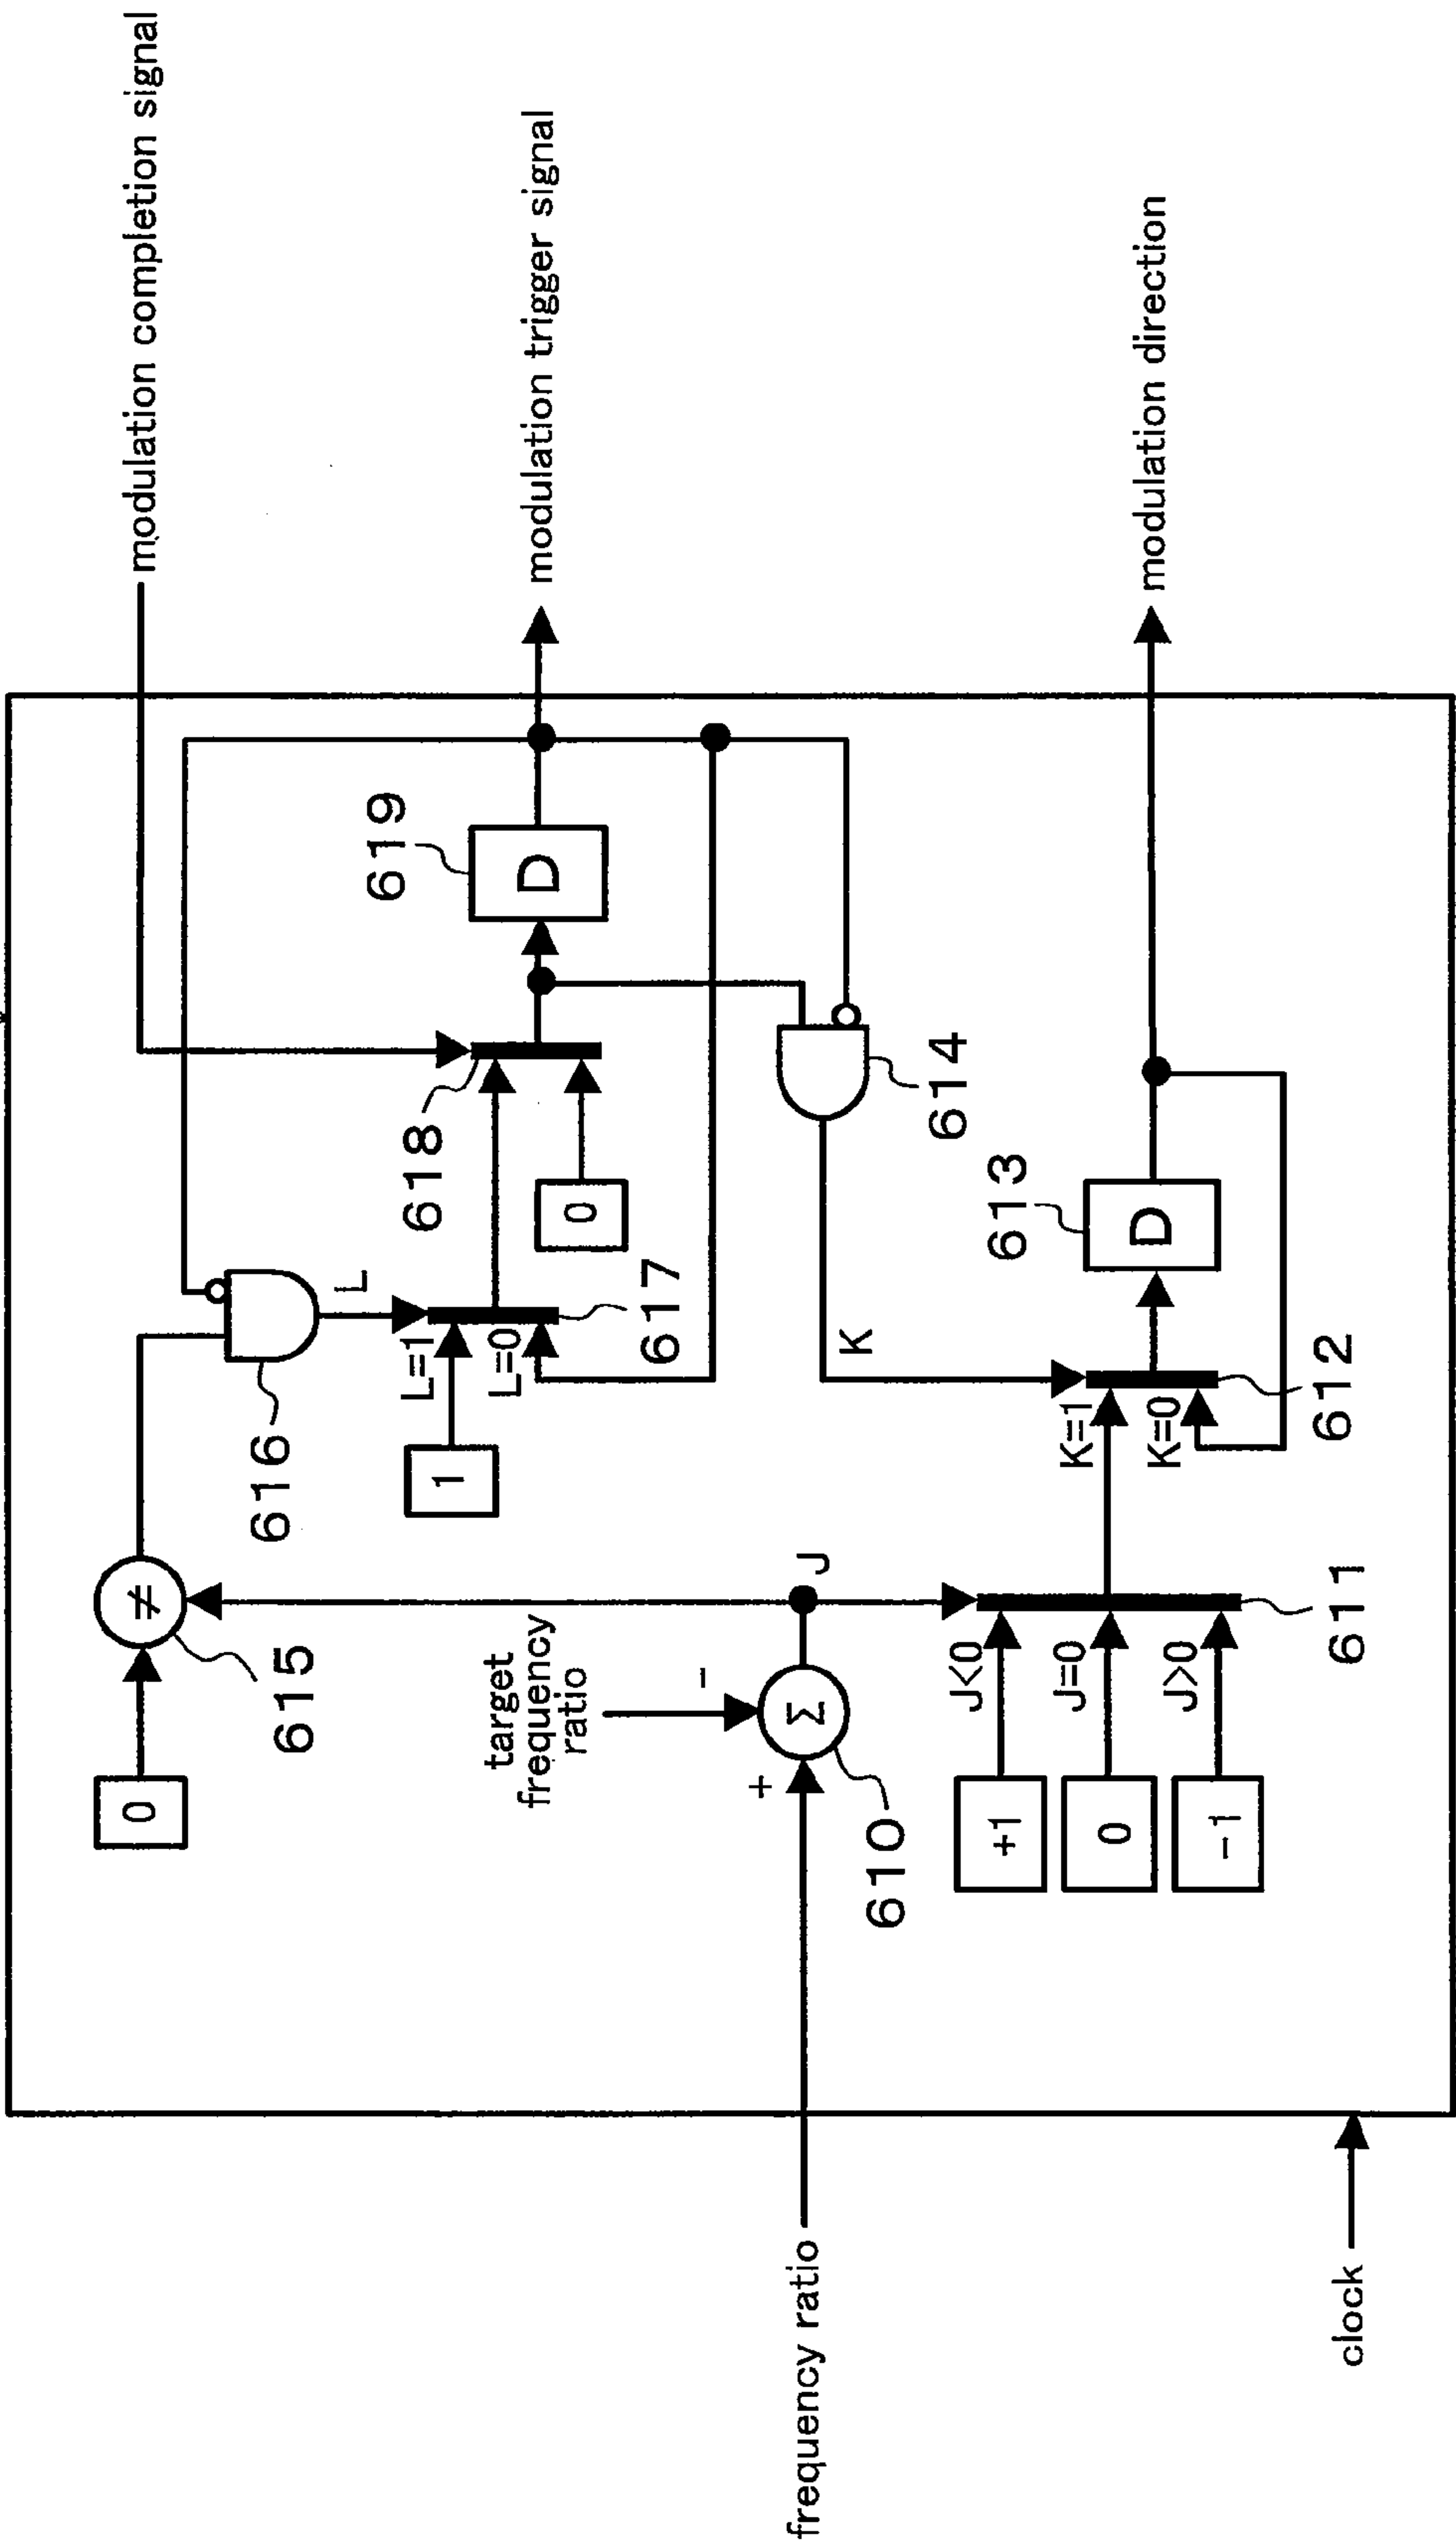 modulation completion signal
modulation trigger signal
modulation direction
0
≠
615
616
L
L=1
L=0
1
617
618
0
619
D
target
frequency
ratio
−
+
Σ
610
J
614
K
J<0
J=0
J>0
+1
0
−1
611
K=1
K=0
612
613
D
frequency ratio
clock